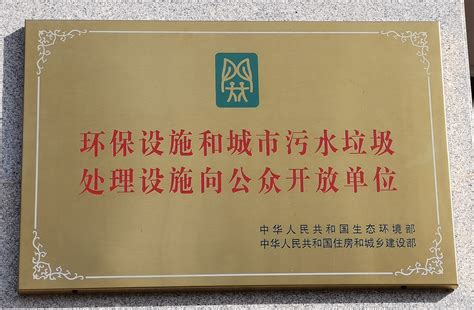 环保设施和城市污水垃圾
处理设施向公众开放单位
中华人民共和国生态环境部
中华人民共和国住房和城乡建设部